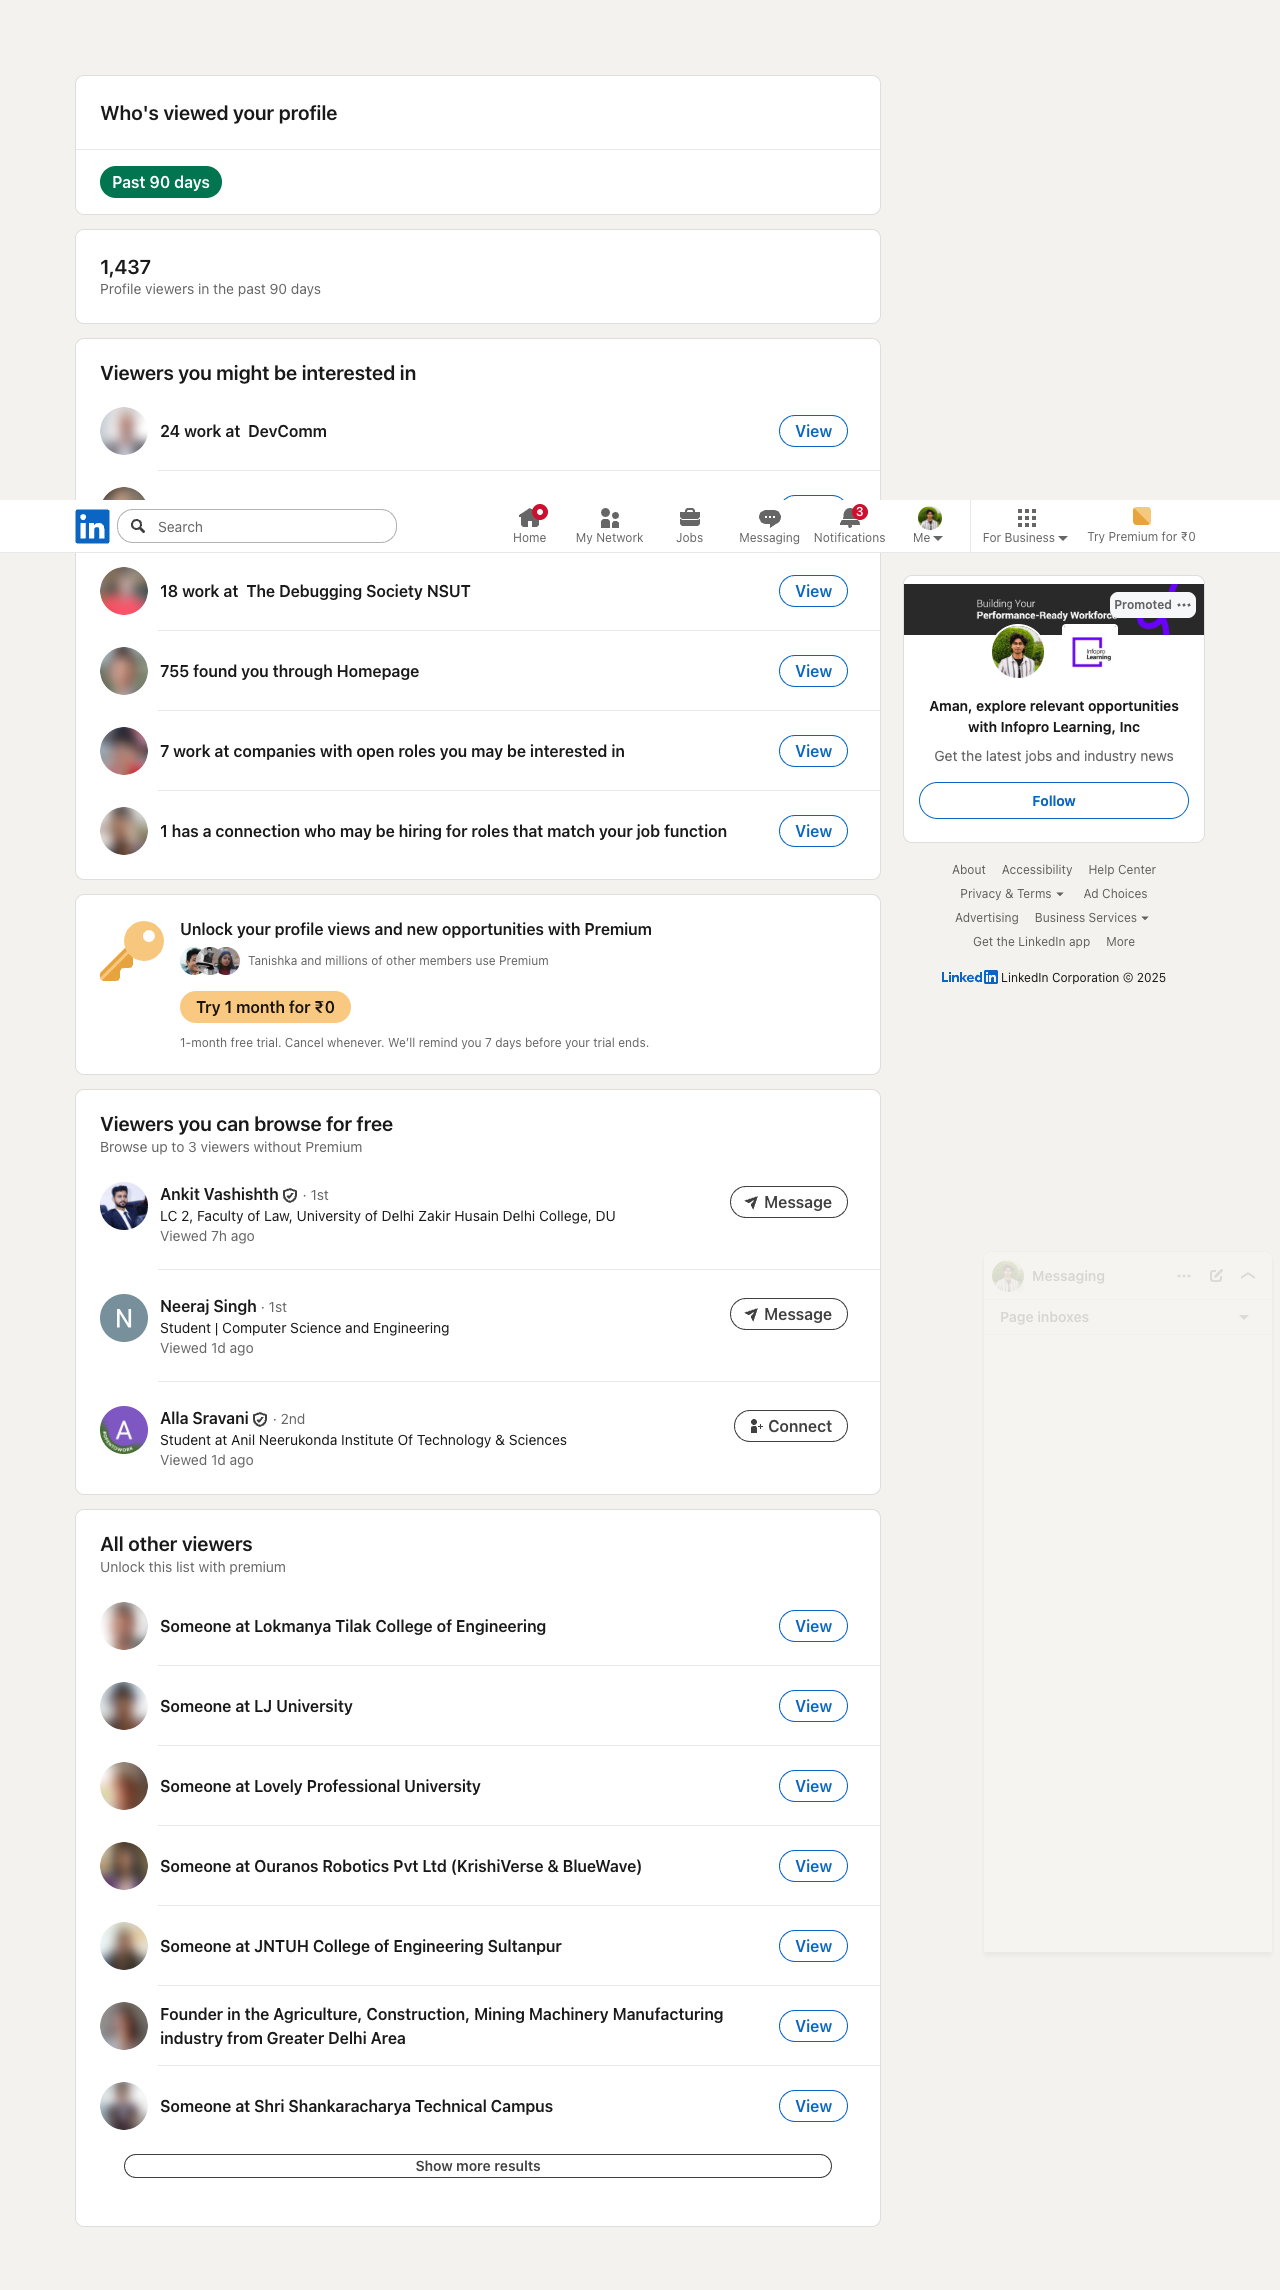 Who's viewed your profile
Past 90 days
1,437
Profile viewers in the past 90 days
Viewers you might be interested in
24 work at DevComm
View
in
Search
Home
My Network
Jobs
Messaging
3
Notifications
Me
For Business
Try Premium for ₹0
18 work at The Debugging Society NSUT
View
755 found you through Homepage
View
7 work at companies with open roles you may be interested in
View
1 has a connection who may be hiring for roles that match your job function
View
Building Your
Performance-Ready Workforce
Promoted
Infopro
Learning
Aman, explore relevant opportunities
with Infopro Learning, Inc
Get the latest jobs and industry news
Follow
About Accessibility Help Center
Privacy & Terms Ad Choices
Advertising Business Services
Get the LinkedIn app More
Linkedin LinkedIn Corporation © 2025
Unlock your profile views and new opportunities with Premium
Tanishka and millions of other members use Premium
Try 1 month for ₹0
1-month free trial. Cancel whenever. We'll remind you 7 days before your trial ends.
Viewers you can browse for free
Browse up to 3 viewers without Premium
Ankit Vashishth · 1st
LC 2, Faculty of Law, University of Delhi Zakir Husain Delhi College, DU
Viewed 7h ago
Message
N
Neeraj Singh · 1st
Student | Computer Science and Engineering
Viewed 1d ago
Message
A
#OPENTOWORK
Alla Sravani · 2nd
Student at Anil Neerukonda Institute Of Technology & Sciences
Viewed 1d ago
Connect
Messaging
Page inboxes
All other viewers
Unlock this list with premium
Someone at Lokmanya Tilak College of Engineering
View
Someone at LJ University
View
Someone at Lovely Professional University
View
Someone at Ouranos Robotics Pvt Ltd (KrishiVerse & BlueWave)
View
Someone at JNTUH College of Engineering Sultanpur
View
Founder in the Agriculture, Construction, Mining Machinery Manufacturing
industry from Greater Delhi Area
View
Someone at Shri Shankaracharya Technical Campus
View
Show more results